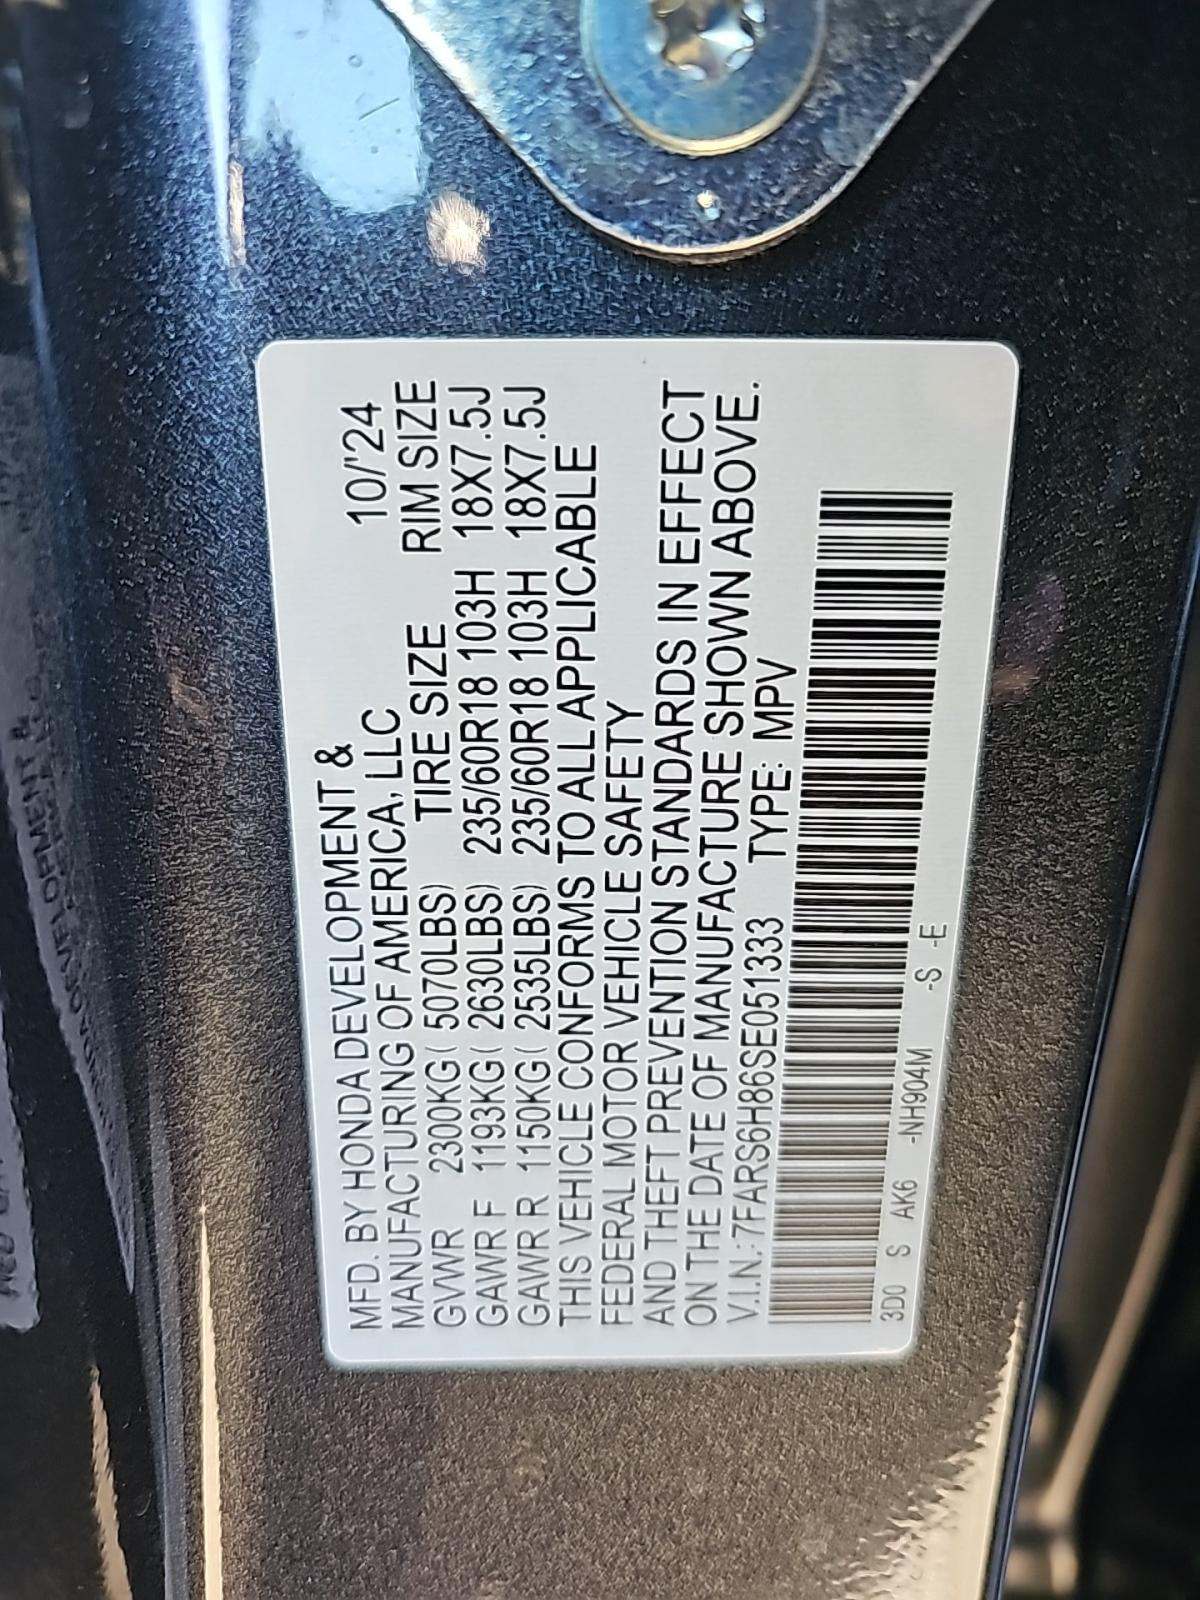 MFD. BY HONDA DEVELOPMENT &
MANUFACTURING OF AMERICA, LLC 10/'24
TIRE SIZE RIM SIZE
GVWR 2300KG( 5070LBS)
GAWR F 1193KG( 2630LBS) 235/60R18 103H 18X7.5J
GAWR R 1150KG( 2535LBS) 235/60R18 103H 18X7.5J
THIS VEHICLE CONFORMS TO ALL APPLICABLE
FEDERAL MOTOR VEHICLE SAFETY
AND THEFT PREVENTION STANDARDS IN EFFECT
ON THE DATE OF MANUFACTURE SHOWN ABOVE.
V.I.N.: 7FARS6H86SE051333 TYPE: MPV
3D0 S AK6 -NH904M -S -E